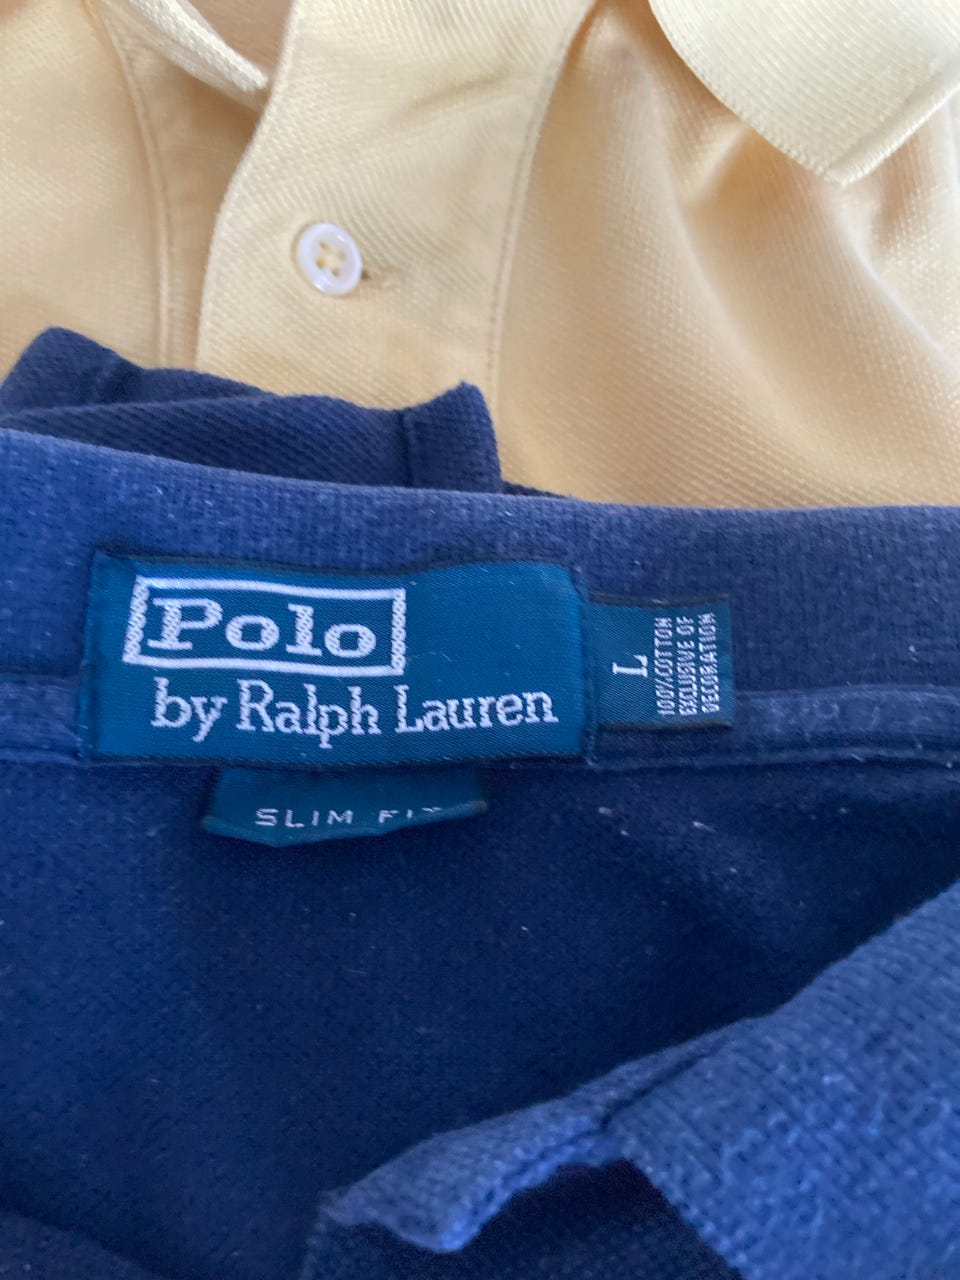 Polo
by Ralph Lauren
L
100% COTTON
EXCLUSIVE OF
DECORATION
SLIM FIT